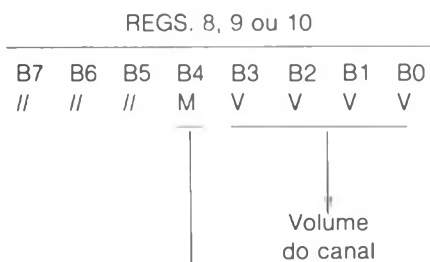 REGS. 8, 9 ou 10
B7 B6 B5 B4 B3 B2 B1 B0
// // // M V V V V
Volume
do canal